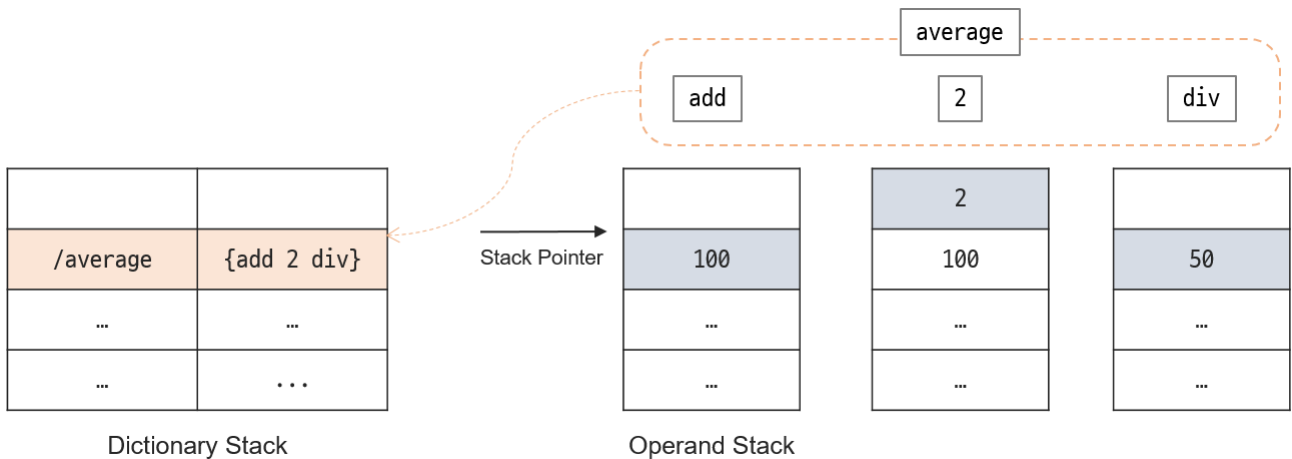 average
add 2 div
2
/average {add 2 div} Stack Pointer 100 100 50
… … … … …
… ... … … …
Dictionary Stack Operand Stack